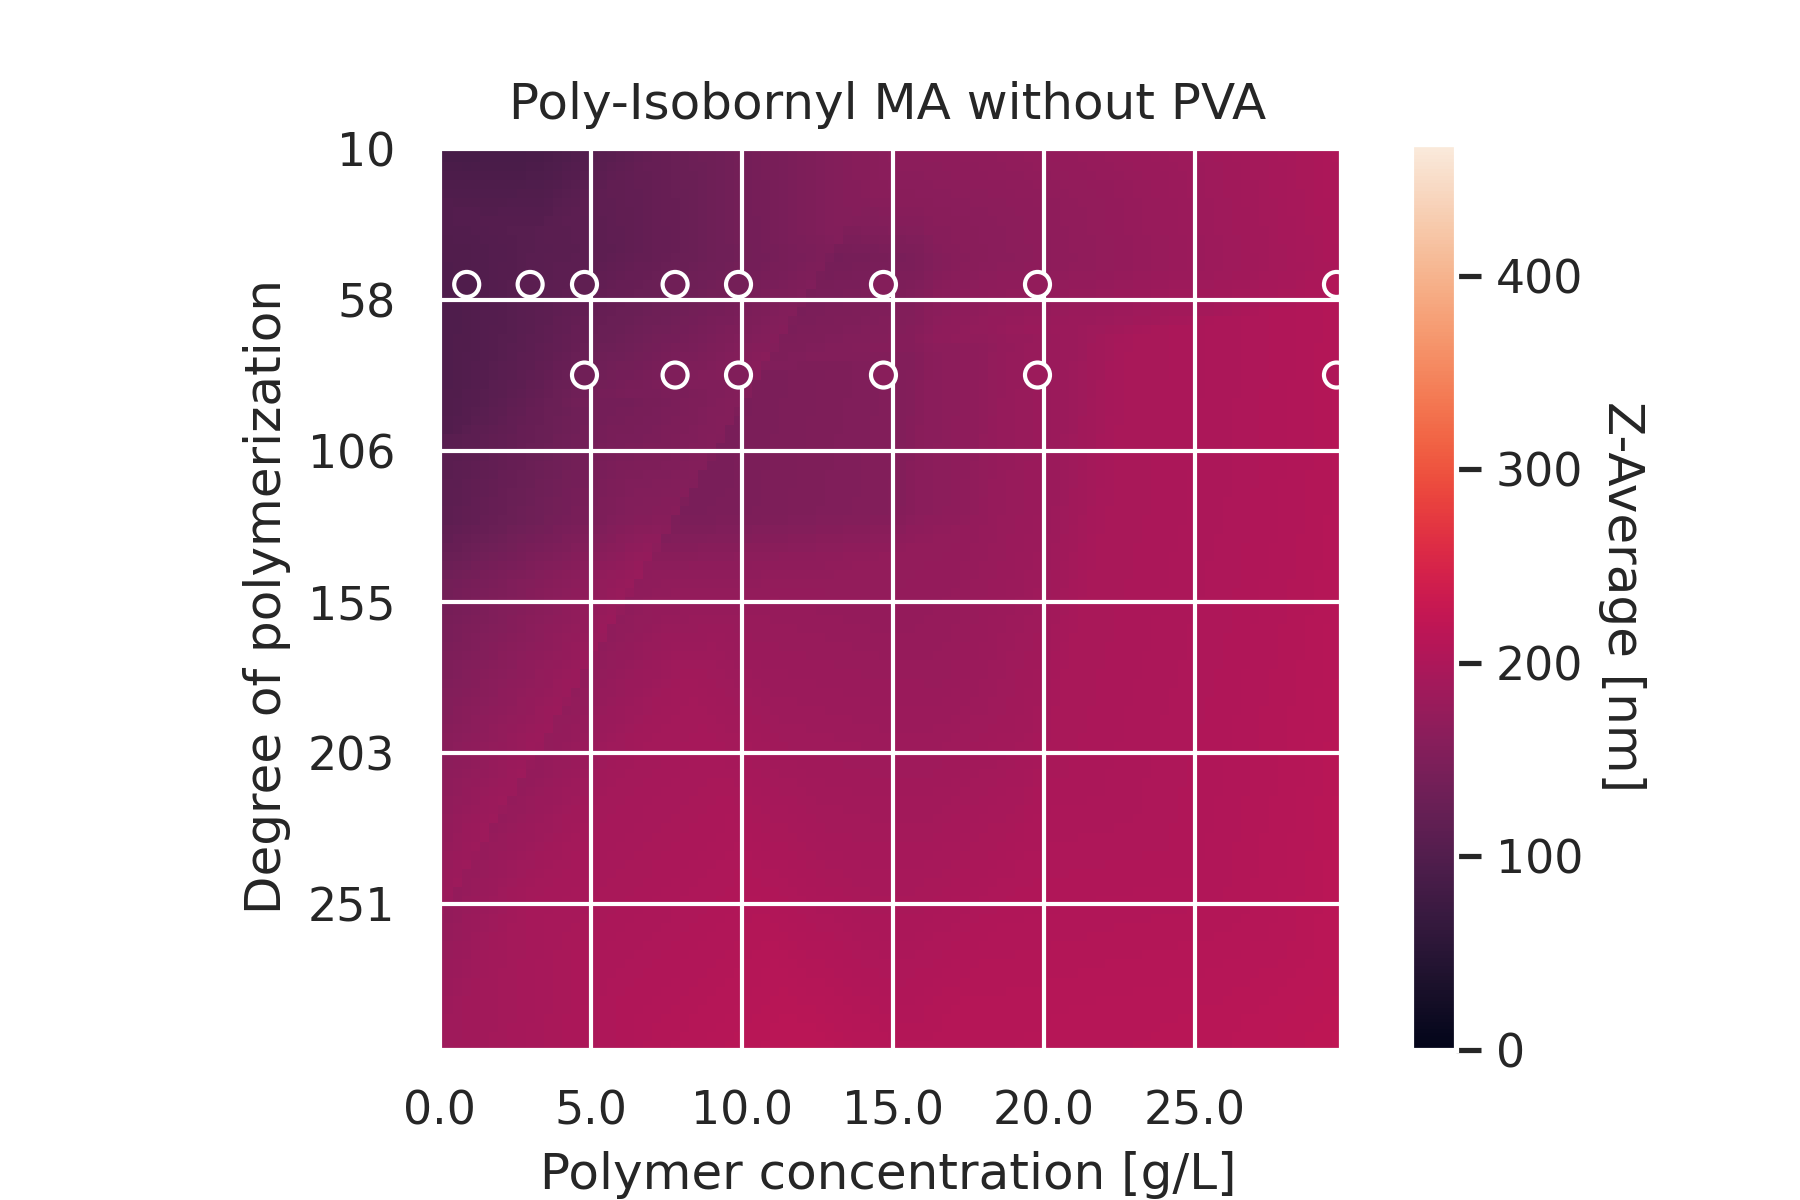 Poly-Isobornyl MA without PVA
Degree of polymerization
10
58
106
155
203
251
0.0 5.0 10.0 15.0 20.0 25.0
Polymer concentration [g/L]
400
300
200
100
0
Z-Average [nm]